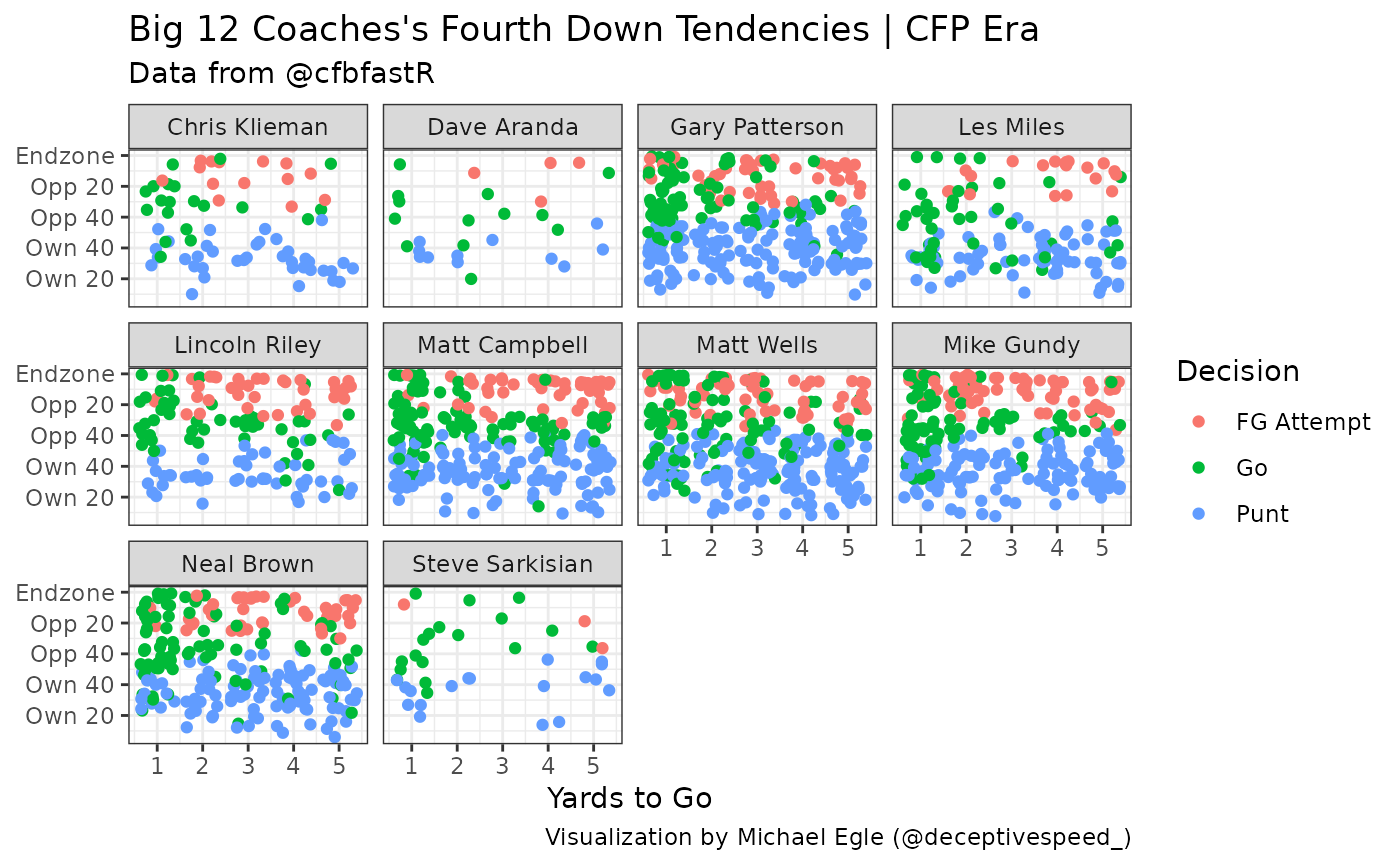 Big 12 Coaches's Fourth Down Tendencies | CFP Era
Data from @cfbfastR
Chris Klieman Dave Aranda Gary Patterson Les Miles
Endzone
Opp 20
Opp 40
Own 40
Own 20
Lincoln Riley Matt Campbell Matt Wells Mike Gundy
Endzone
Opp 20
Opp 40
Own 40
Own 20
1 2 3 4 5 1 2 3 4 5
Neal Brown Steve Sarkisian
Endzone
Opp 20
Opp 40
Own 40
Own 20
1 2 3 4 5 1 2 3 4 5
Yards to Go
Visualization by Michael Egle (@deceptivespeed_)
Decision
FG Attempt
Go
Punt